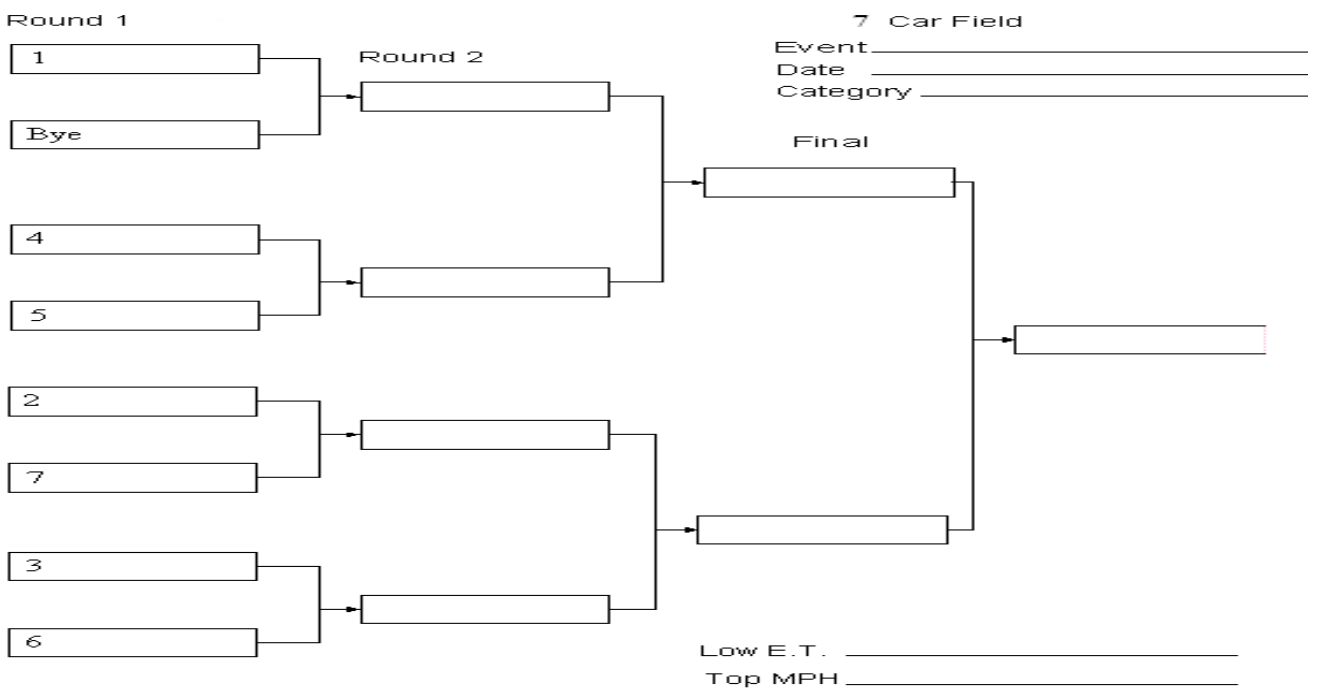 Round 1
7 Car Field
Event
Date
Category
1
Round 2
Bye
Final
4
5
2
7
3
6
Low E.T.
Top MPH